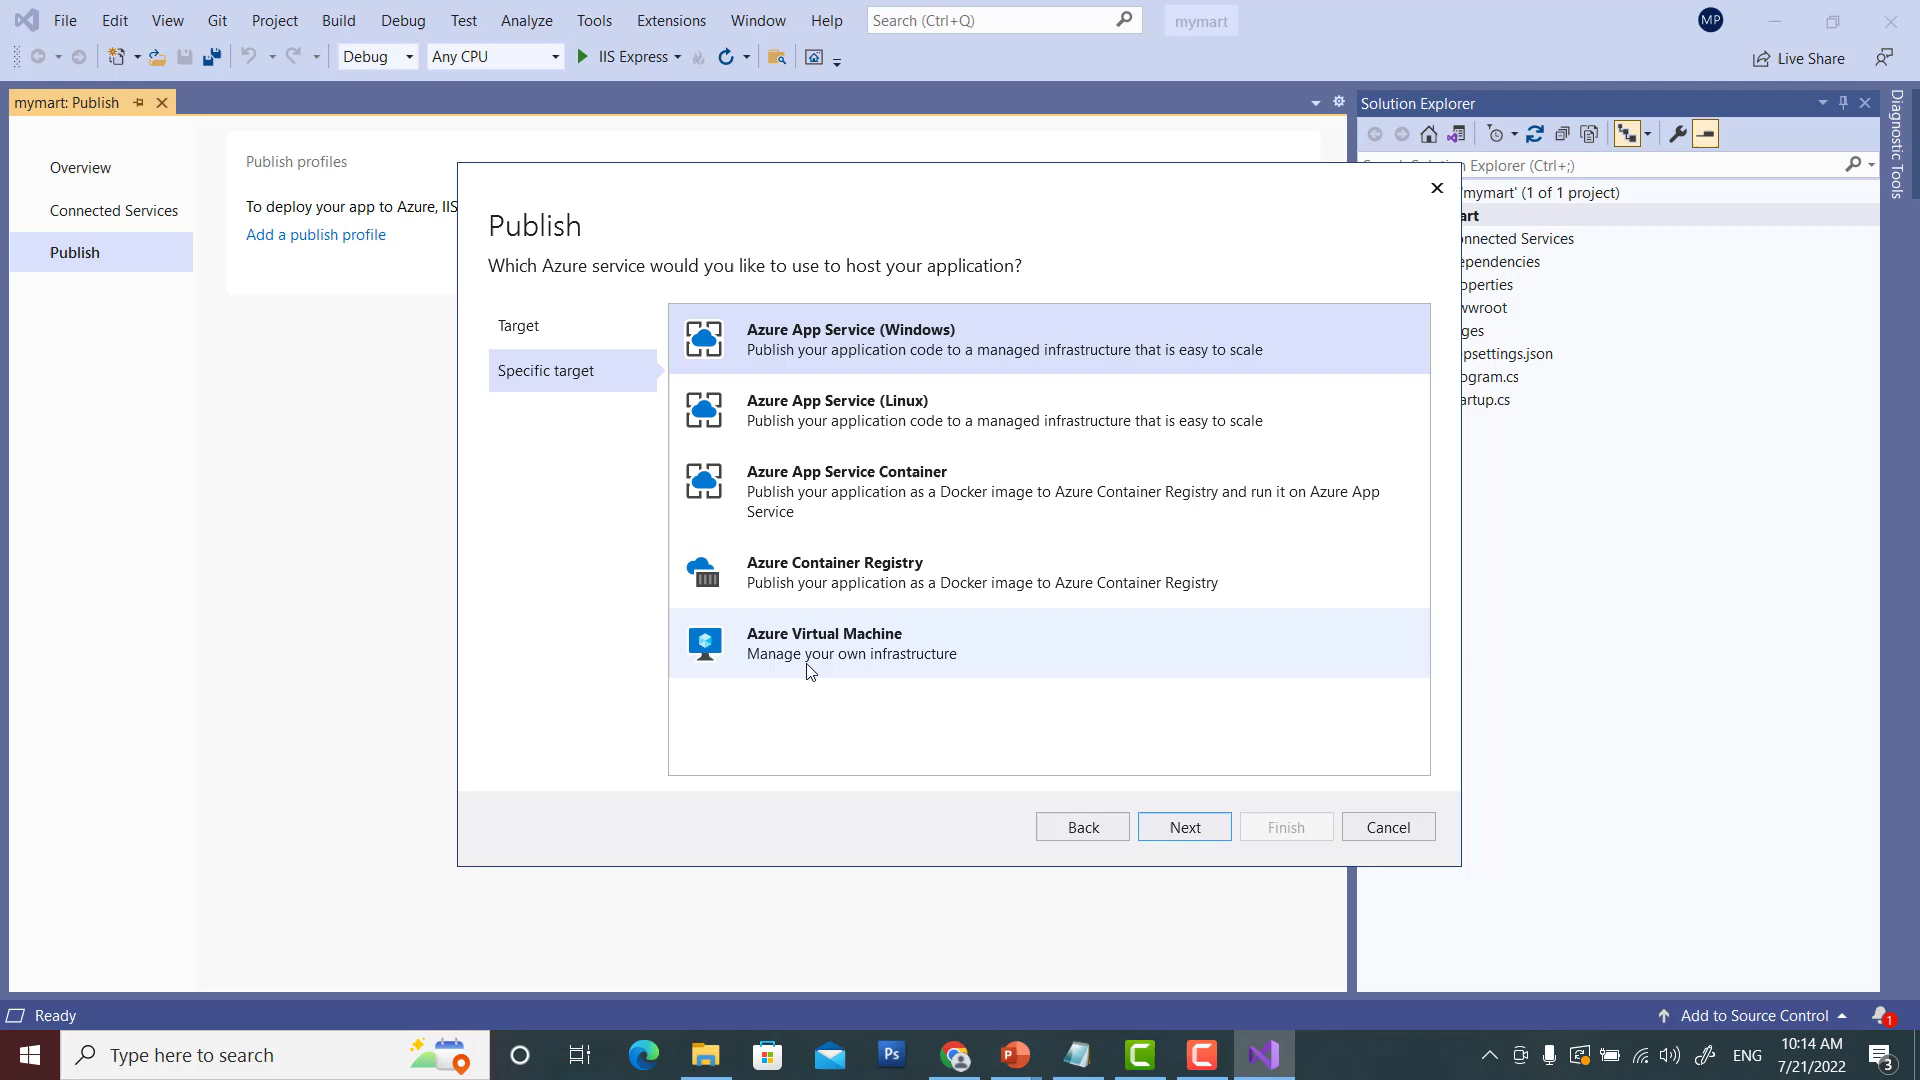 File Edit View Git Project Build Debug Test Analyze Tools Extensions Window Help Search (Ctrl+Q) mymart MP
Debug Any CPU IIS Express Live Share
mymart: Publish
Solution Explorer
Diagnostic Tools
Overview
Connected Services
Publish
Publish profiles
To deploy your app to Azure, IIS
Add a publish profile
Explorer (Ctrl+;)
'mymart' (1 of 1 project)
art
nnected Services
ependencies
operties
wwroot
ges
psettings.json
ogram.cs
artup.cs
Publish
Which Azure service would you like to use to host your application?
Target
Specific target
Azure App Service (Windows)
Publish your application code to a managed infrastructure that is easy to scale
Azure App Service (Linux)
Publish your application code to a managed infrastructure that is easy to scale
Azure App Service Container
Publish your application as a Docker image to Azure Container Registry and run it on Azure App
Service
Azure Container Registry
Publish your application as a Docker image to Azure Container Registry
Azure Virtual Machine
Manage your own infrastructure
Back Next Finish Cancel
Ready
Add to Source Control 1
Type here to search
Ps
P
C
C
ENG
10:14 AM
7/21/2022
3